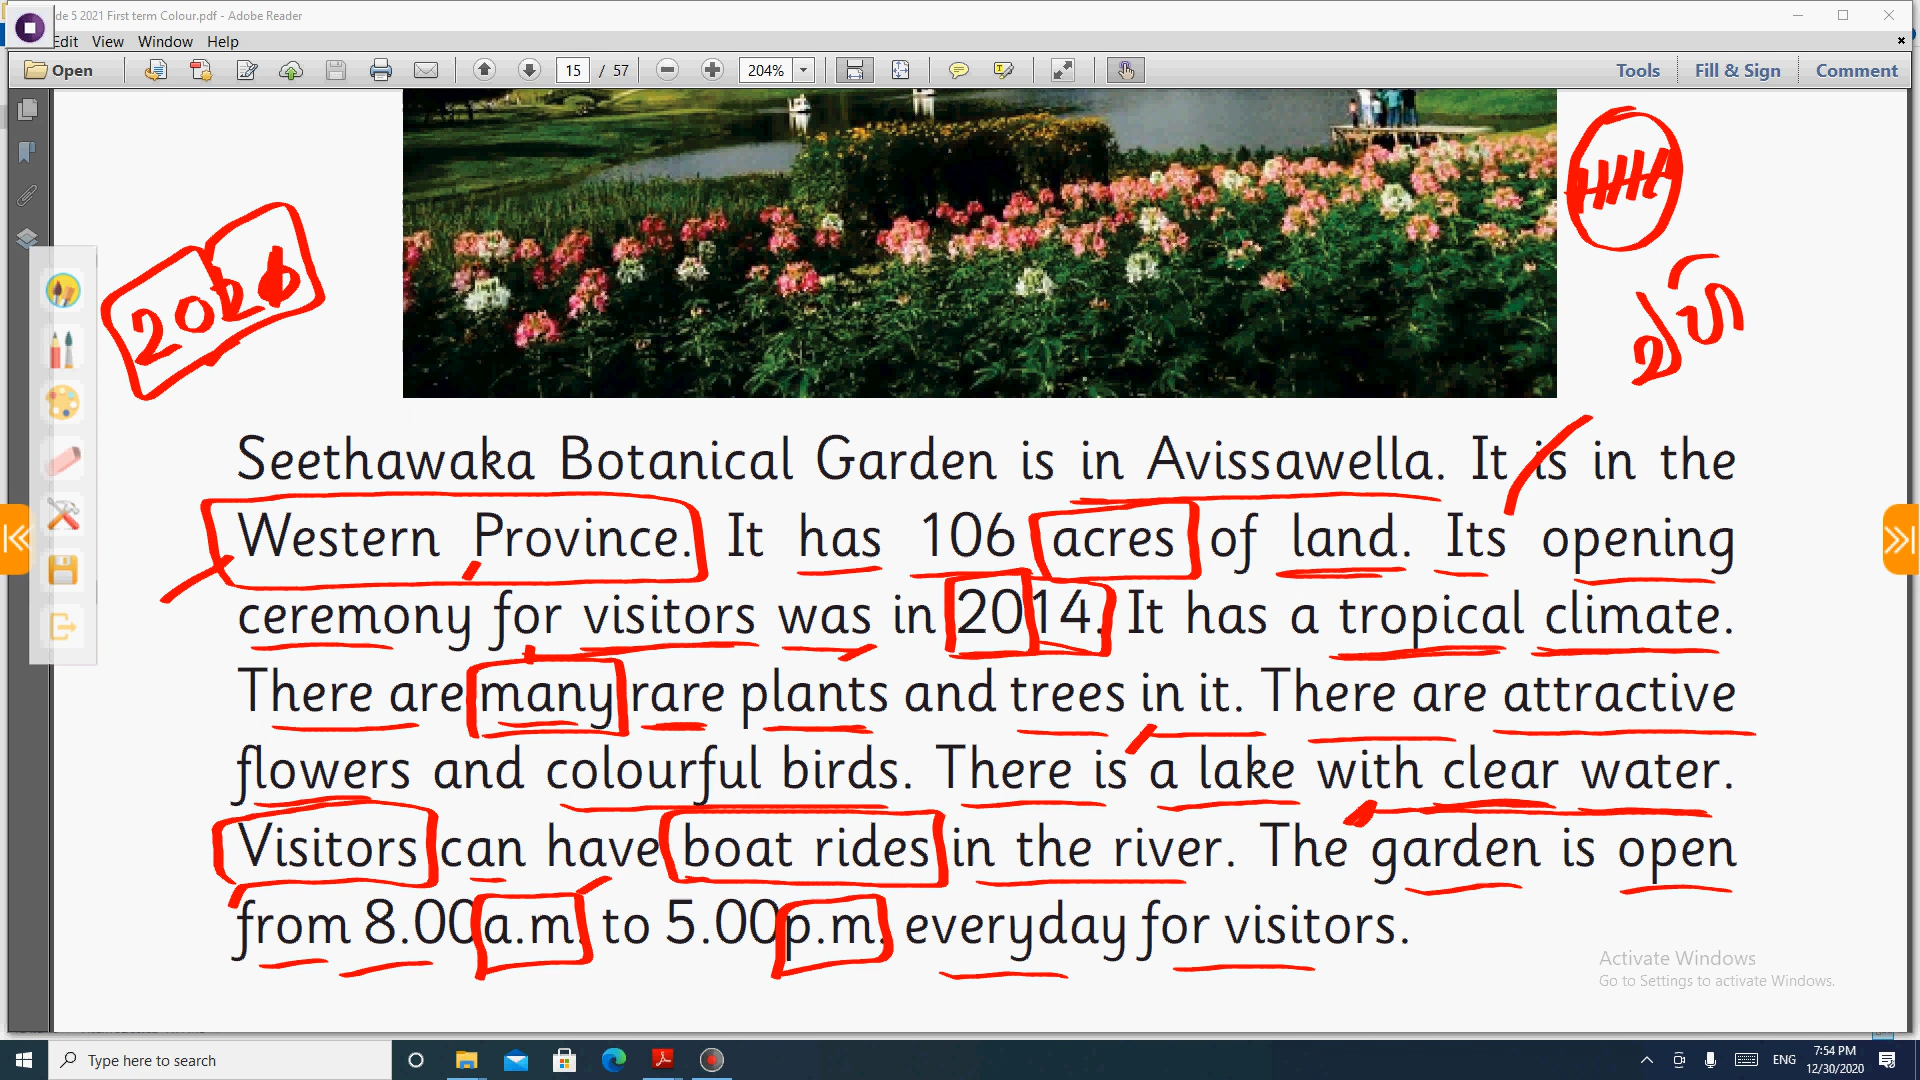 de 5 2021 First term Colour.pdf - Adobe Reader
Edit View Window Help
Open 15 / 57 204% Tools Fill & Sign Comment
2026
Seethawaka Botanical Garden is in Avissawella. It is in the
Western Province. It has 106 acres of land. Its opening
ceremony for visitors was in 2014. It has a tropical climate.
There are many rare plants and trees in it. There are attractive
flowers and colourful birds. There is a lake with clear water.
Visitors can have boat rides in the river. The garden is open
from 8.00a.m. to 5.00p.m. everyday for visitors.
Activate Windows
Go to Settings to activate Windows.
Type here to search
ENG
7:54 PM
12/30/2020